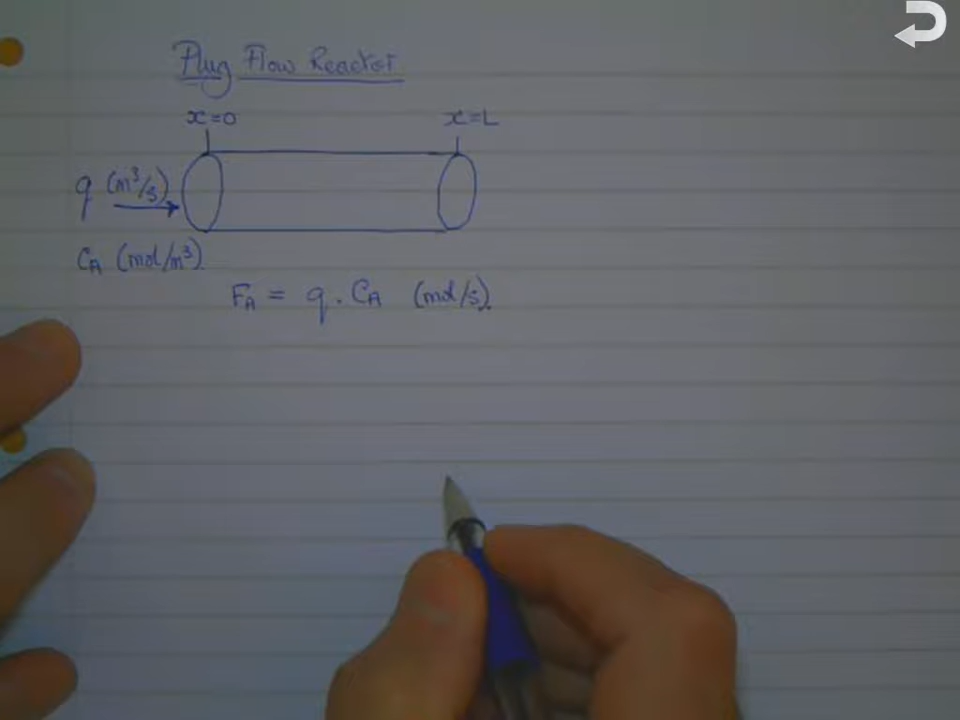 Plug Flow Reactor
x=0 x=L
q (m³/s)
CA (mol/m³)
FA = q . CA (mol/s).